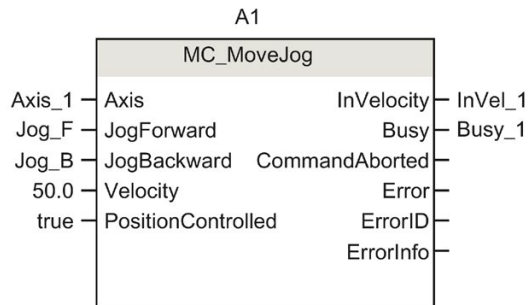 A1
MC_MoveJog
Axis_1 Axis InVelocity InVel_1
Jog_F JogForward Busy Busy_1
Jog_B JogBackward CommandAborted
50.0 Velocity Error
true PositionControlled ErrorID
ErrorInfo